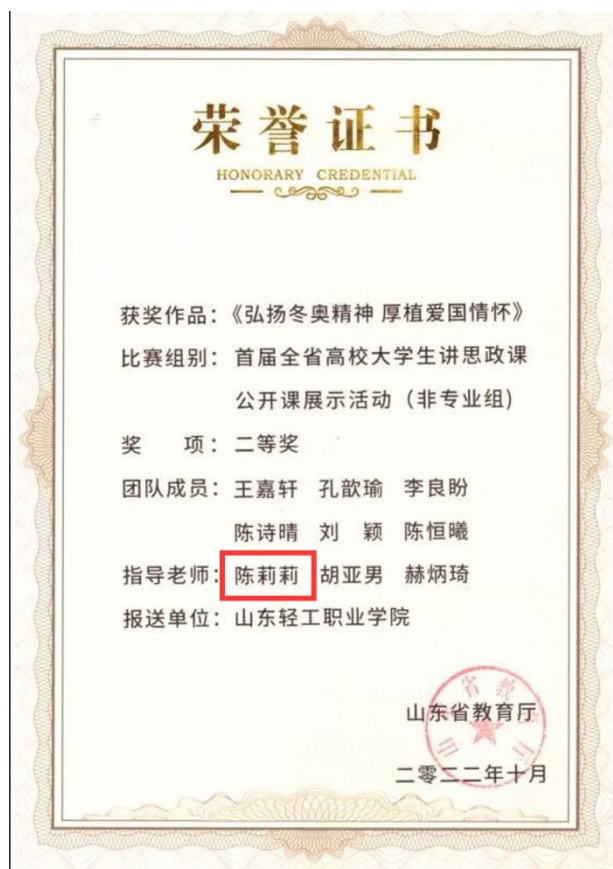 荣誉证书
HONORARY CREDENTIAL
获奖作品：《弘扬冬奥精神 厚植爱国情怀》
比赛组别：首届全省高校大学生讲思政课
公开课展示活动（非专业组）
奖 项：二等奖
团队成员：王嘉轩 孔歆瑜 李良盼
陈诗晴 刘 颖 陈恒曦
指导老师：陈莉莉 胡亚男 赫炳琦
报送单位：山东轻工职业学院
山东省教育厅
二零二二年十月
山东省教育厅